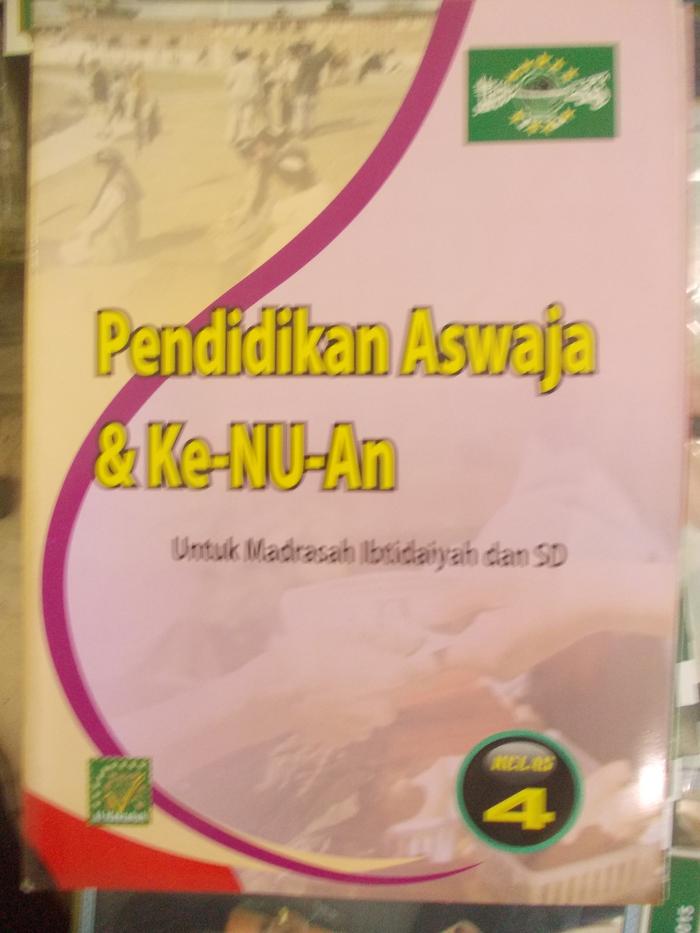 Pendidikan Aswaja
& Ke-NU-An
Untuk Madrasah Ibtidaiyah dan SD
KELAS
4